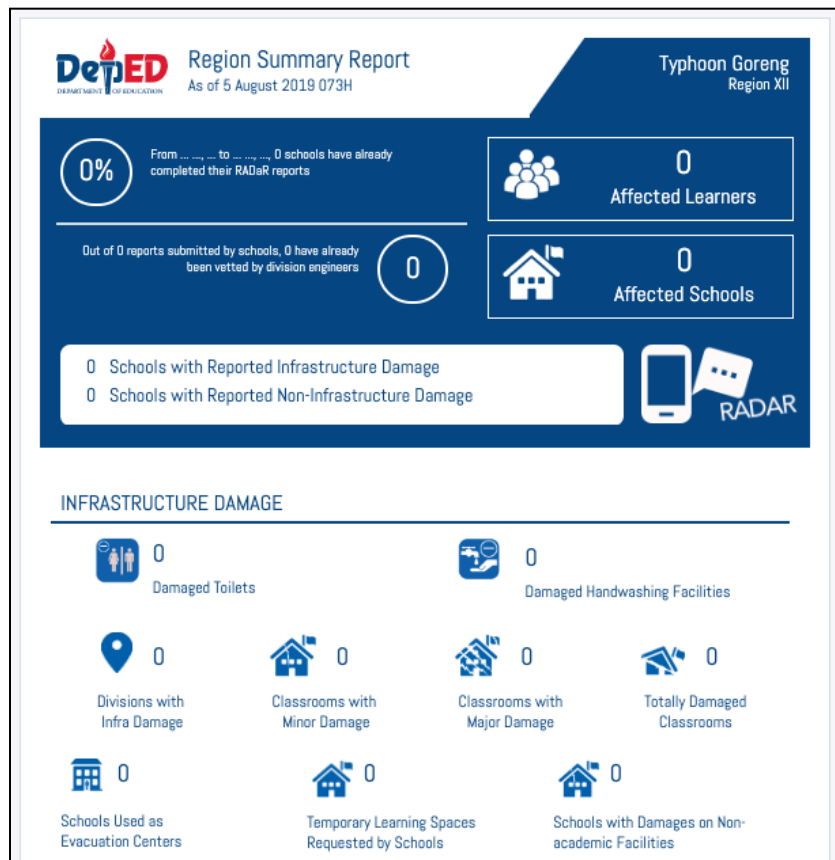 DepED
DEPARTMENT OF EDUCATION
Region Summary Report
As of 5 August 2019 073H
Typhoon Goreng
Region XII
0%
From ... ..., ... to ... ..., ..., 0 schools have already
completed their RADaR reports
0
Affected Learners
Out of 0 reports submitted by schools, 0 have already
been vetted by division engineers
0
0
Affected Schools
0 Schools with Reported Infrastructure Damage
0 Schools with Reported Non-Infrastructure Damage
RADAR
INFRASTRUCTURE DAMAGE
0
Damaged Toilets
0
Damaged Handwashing Facilities
0
Divisions with
Infra Damage
0
Classrooms with
Minor Damage
0
Classrooms with
Major Damage
0
Totally Damaged
Classrooms
0
Schools Used as
Evacuation Centers
0
Temporary Learning Spaces
Requested by Schools
0
Schools with Damages on Non-
academic Facilities